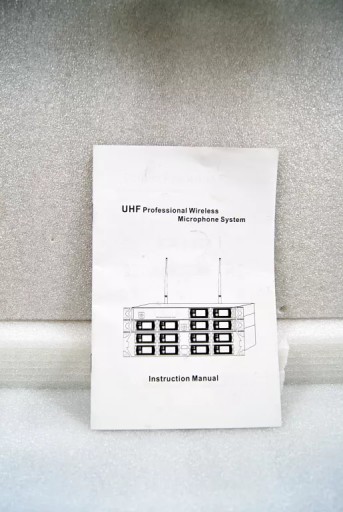 UHF Professional Wireless
Microphone System
Instruction Manual